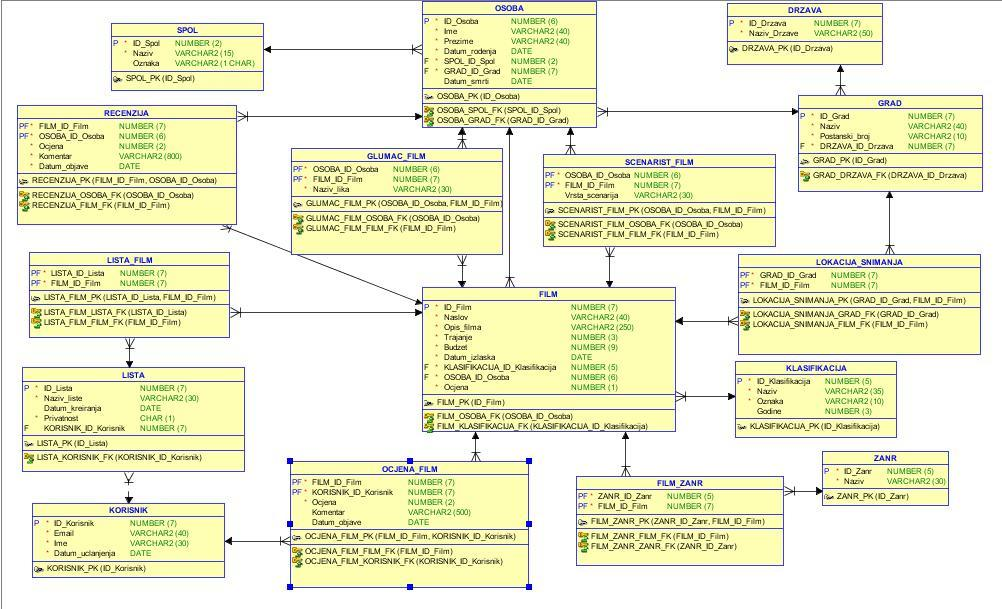 SPOL
P * ID_Spol NUMBER (2)
* Naziv VARCHAR2 (15)
Oznaka VARCHAR2 (1 CHAR)
SPOL_PK (ID_Spol)
OSOBA
P * ID_Osoba NUMBER (6)
* Ime VARCHAR2 (40)
* Prezime VARCHAR2 (40)
* Datum_rodenja DATE
F * SPOL_ID_Spol NUMBER (2)
F * GRAD_ID_Grad NUMBER (7)
Datum_smrti DATE
OSOBA_PK (ID_Osoba)
OSOBA_SPOL_FK (SPOL_ID_Spol)
OSOBA_GRAD_FK (GRAD_ID_Grad)
DRZAVA
P * ID_Drzava NUMBER (7)
* Naziv_Drzave VARCHAR2 (50)
DRZAVA_PK (ID_Drzava)
RECENZIJA
PF * FILM_ID_Film NUMBER (7)
PF * OSOBA_ID_Osoba NUMBER (6)
* Ocjena NUMBER (2)
* Komentar VARCHAR2 (800)
* Datum_objave DATE
RECENZIJA_PK (FILM_ID_Film, OSOBA_ID_Osoba)
RECENZIJA_OSOBA_FK (OSOBA_ID_Osoba)
RECENZIJA_FILM_FK (FILM_ID_Film)
GLUMAC_FILM
PF * OSOBA_ID_Osoba NUMBER (6)
PF * FILM_ID_Film NUMBER (7)
* Naziv_lika VARCHAR2 (30)
GLUMAC_FILM_PK (OSOBA_ID_Osoba, FILM_ID_Film)
GLUMAC_FILM_OSOBA_FK (OSOBA_ID_Osoba)
GLUMAC_FILM_FILM_FK (FILM_ID_Film)
SCENARIST_FILM
PF * OSOBA_ID_Osoba NUMBER (6)
PF * FILM_ID_Film NUMBER (7)
Vrsta_scenarija VARCHAR2 (30)
SCENARIST_FILM_PK (OSOBA_ID_Osoba, FILM_ID_Film)
SCENARIST_FILM_OSOBA_FK (OSOBA_ID_Osoba)
SCENARIST_FILM_FILM_FK (FILM_ID_Film)
GRAD
P * ID_Grad NUMBER (7)
* Naziv VARCHAR2 (40)
* Postanski_broj VARCHAR2 (10)
F * DRZAVA_ID_Drzava NUMBER (7)
GRAD_PK (ID_Grad)
GRAD_DRZAVA_FK (DRZAVA_ID_Drzava)
LISTA_FILM
PF * LISTA_ID_Lista NUMBER (7)
PF * FILM_ID_Film NUMBER (7)
LISTA_FILM_PK (LISTA_ID_Lista, FILM_ID_Film)
LISTA_FILM_LISTA_FK (LISTA_ID_Lista)
LISTA_FILM_FILM_FK (FILM_ID_Film)
FILM
P * ID_Film NUMBER (7)
* Naslov VARCHAR2 (40)
* Opis_filma VARCHAR2 (250)
* Trajanje NUMBER (3)
* Budzet NUMBER (9)
* Datum_izlaska DATE
F * KLASIFIKACIJA_ID_Klasifikacija NUMBER (5)
F * OSOBA_ID_Osoba NUMBER (6)
* Ocjena NUMBER (1)
FILM_PK (ID_Film)
FILM_OSOBA_FK (OSOBA_ID_Osoba)
FILM_KLASIFIKACIJA_FK (KLASIFIKACIJA_ID_Klasifikacija)
LOKACIJA_SNIMANJA
PF * GRAD_ID_Grad NUMBER (7)
PF * FILM_ID_Film NUMBER (7)
LOKACIJA_SNIMANJA_PK (GRAD_ID_Grad, FILM_ID_Film)
LOKACIJA_SNIMANJA_GRAD_FK (GRAD_ID_Grad)
LOKACIJA_SNIMANJA_FILM_FK (FILM_ID_Film)
LISTA
P * ID_Lista NUMBER (7)
* Naziv_liste VARCHAR2 (30)
Datum_kreiranja DATE
* Privatnost CHAR (1)
F KORISNIK_ID_Korisnik NUMBER (7)
LISTA_PK (ID_Lista)
LISTA_KORISNIK_FK (KORISNIK_ID_Korisnik)
KLASIFIKACIJA
P * ID_Klasifikacija NUMBER (5)
* Naziv VARCHAR2 (35)
* Oznaka VARCHAR2 (10)
Godine NUMBER (3)
KLASIFIKACIJA_PK (ID_Klasifikacija)
OCJENA_FILM
PF * FILM_ID_Film NUMBER (7)
PF * KORISNIK_ID_Korisnik NUMBER (7)
* Ocjena NUMBER (2)
Komentar VARCHAR2 (500)
Datum_objave DATE
OCJENA_FILM_PK (FILM_ID_Film, KORISNIK_ID_Korisnik)
OCJENA_FILM_FILM_FK (FILM_ID_Film)
OCJENA_FILM_KORISNIK_FK (KORISNIK_ID_Korisnik)
ZANR
P * ID_Zanr NUMBER (5)
* Naziv VARCHAR2 (30)
ZANR_PK (ID_Zanr)
FILM_ZANR
PF * ZANR_ID_Zanr NUMBER (5)
PF * FILM_ID_Film NUMBER (7)
FILM_ZANR_PK (ZANR_ID_Zanr, FILM_ID_Film)
FILM_ZANR_FILM_FK (FILM_ID_Film)
FILM_ZANR_ZANR_FK (ZANR_ID_Zanr)
KORISNIK
P * ID_Korisnik NUMBER (7)
* Email VARCHAR2 (40)
* Ime VARCHAR2 (30)
* Datum_uclanjenja DATE
KORISNIK_PK (ID_Korisnik)